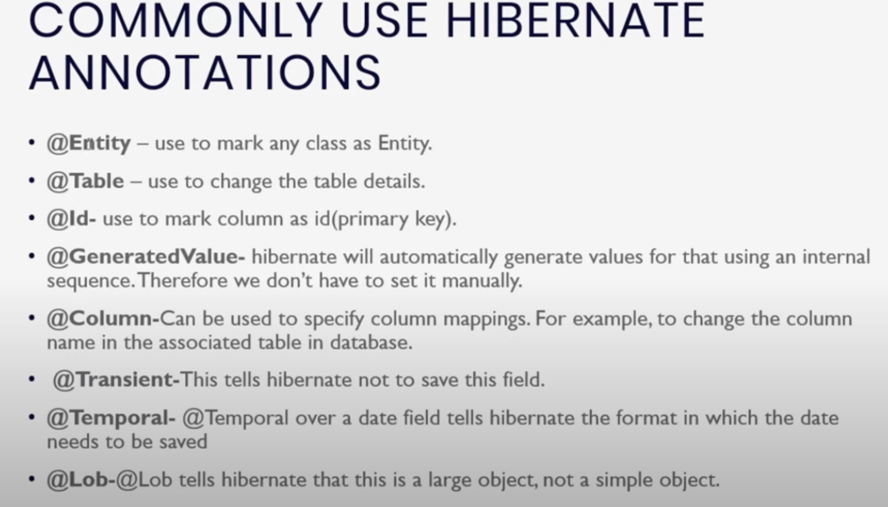 COMMONLY USE HIBERNATE
ANNOTATIONS
• @Entity – use to mark any class as Entity.
• @Table – use to change the table details.
• @Id- use to mark column as id(primary key).
• @GeneratedValue- hibernate will automatically generate values for that using an internal
sequence.Therefore we don't have to set it manually.
• @Column-Can be used to specify column mappings. For example, to change the column
name in the associated table in database.
• @Transient-This tells hibernate not to save this field.
• @Temporal- @Temporal over a date field tells hibernate the format in which the date
needs to be saved
• @Lob-@Lob tells hibernate that this is a large object, not a simple object.